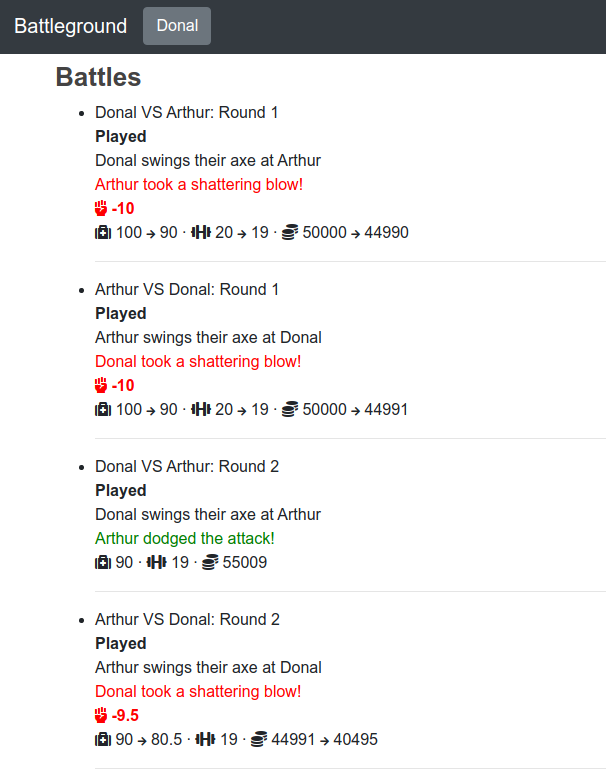 Battleground Donal
Battles
Donal VS Arthur: Round 1
Played
Donal swings their axe at Arthur
Arthur took a shattering blow!
-10
100 → 90 · 20 → 19 · 50000 → 44990
Arthur VS Donal: Round 1
Played
Arthur swings their axe at Donal
Donal took a shattering blow!
-10
100 → 90 · 20 → 19 · 50000 → 44991
Donal VS Arthur: Round 2
Played
Donal swings their axe at Arthur
Arthur dodged the attack!
90 · 19 · 55009
Arthur VS Donal: Round 2
Played
Arthur swings their axe at Donal
Donal took a shattering blow!
-9.5
90 → 80.5 · 19 · 44991 → 40495